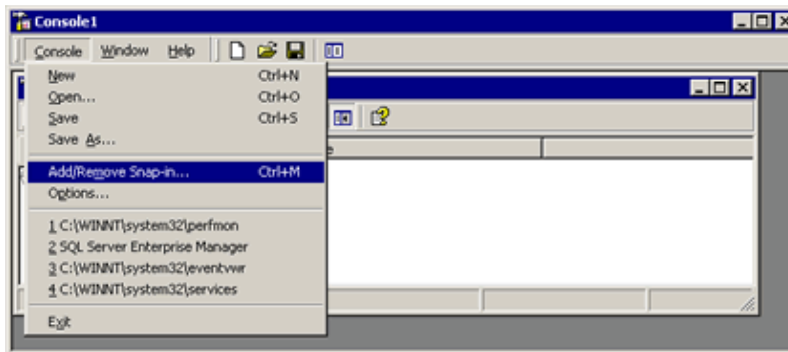 Console1
Console Window Help
New Ctrl+N
Open... Ctrl+O
Save Ctrl+S
Save As...
Add/Remove Snap-in... Ctrl+M
Options...
1 C:\WINNT\system32\perfmon
2 SQL Server Enterprise Manager
3 C:\WINNT\system32\eventvwr
4 C:\WINNT\system32\services
Exit